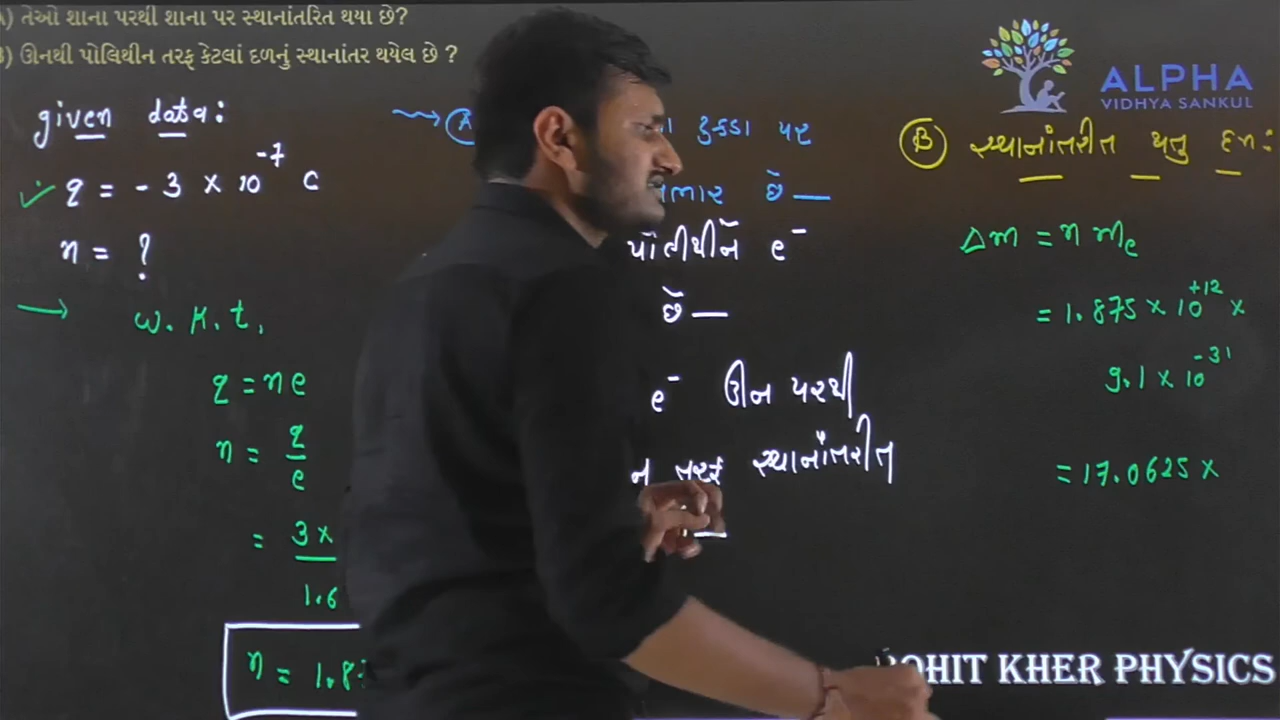 A) તેઓ શાના પરથી શાના પર સ્થાનાંતરિત થયા છે?
B) ઊનથી પોલિથીન તરફ કેટલાં દળનું સ્થાનાંતર થયેલ છે ?
ALPHA
VIDHYA SANKUL
given data:
q = - 3 × 10⁻⁷ C
n = ?
w. K. t.
q = ne
n = q / e
= 3 ×
1.6
n = 1.8
(A ટુકડા પર
છે
પોલીથીને e⁻
છે
e⁻ ઊન પરથી
ન તરફ સ્થાનાંતરીત
(B) સ્થાનાંતરીત થતુ દળ:
Δm = n mₑ
= 1.875 × 10⁺¹² ×
9.1 × 10⁻³¹
= 17.0625 ×
ROHIT KHER PHYSICS